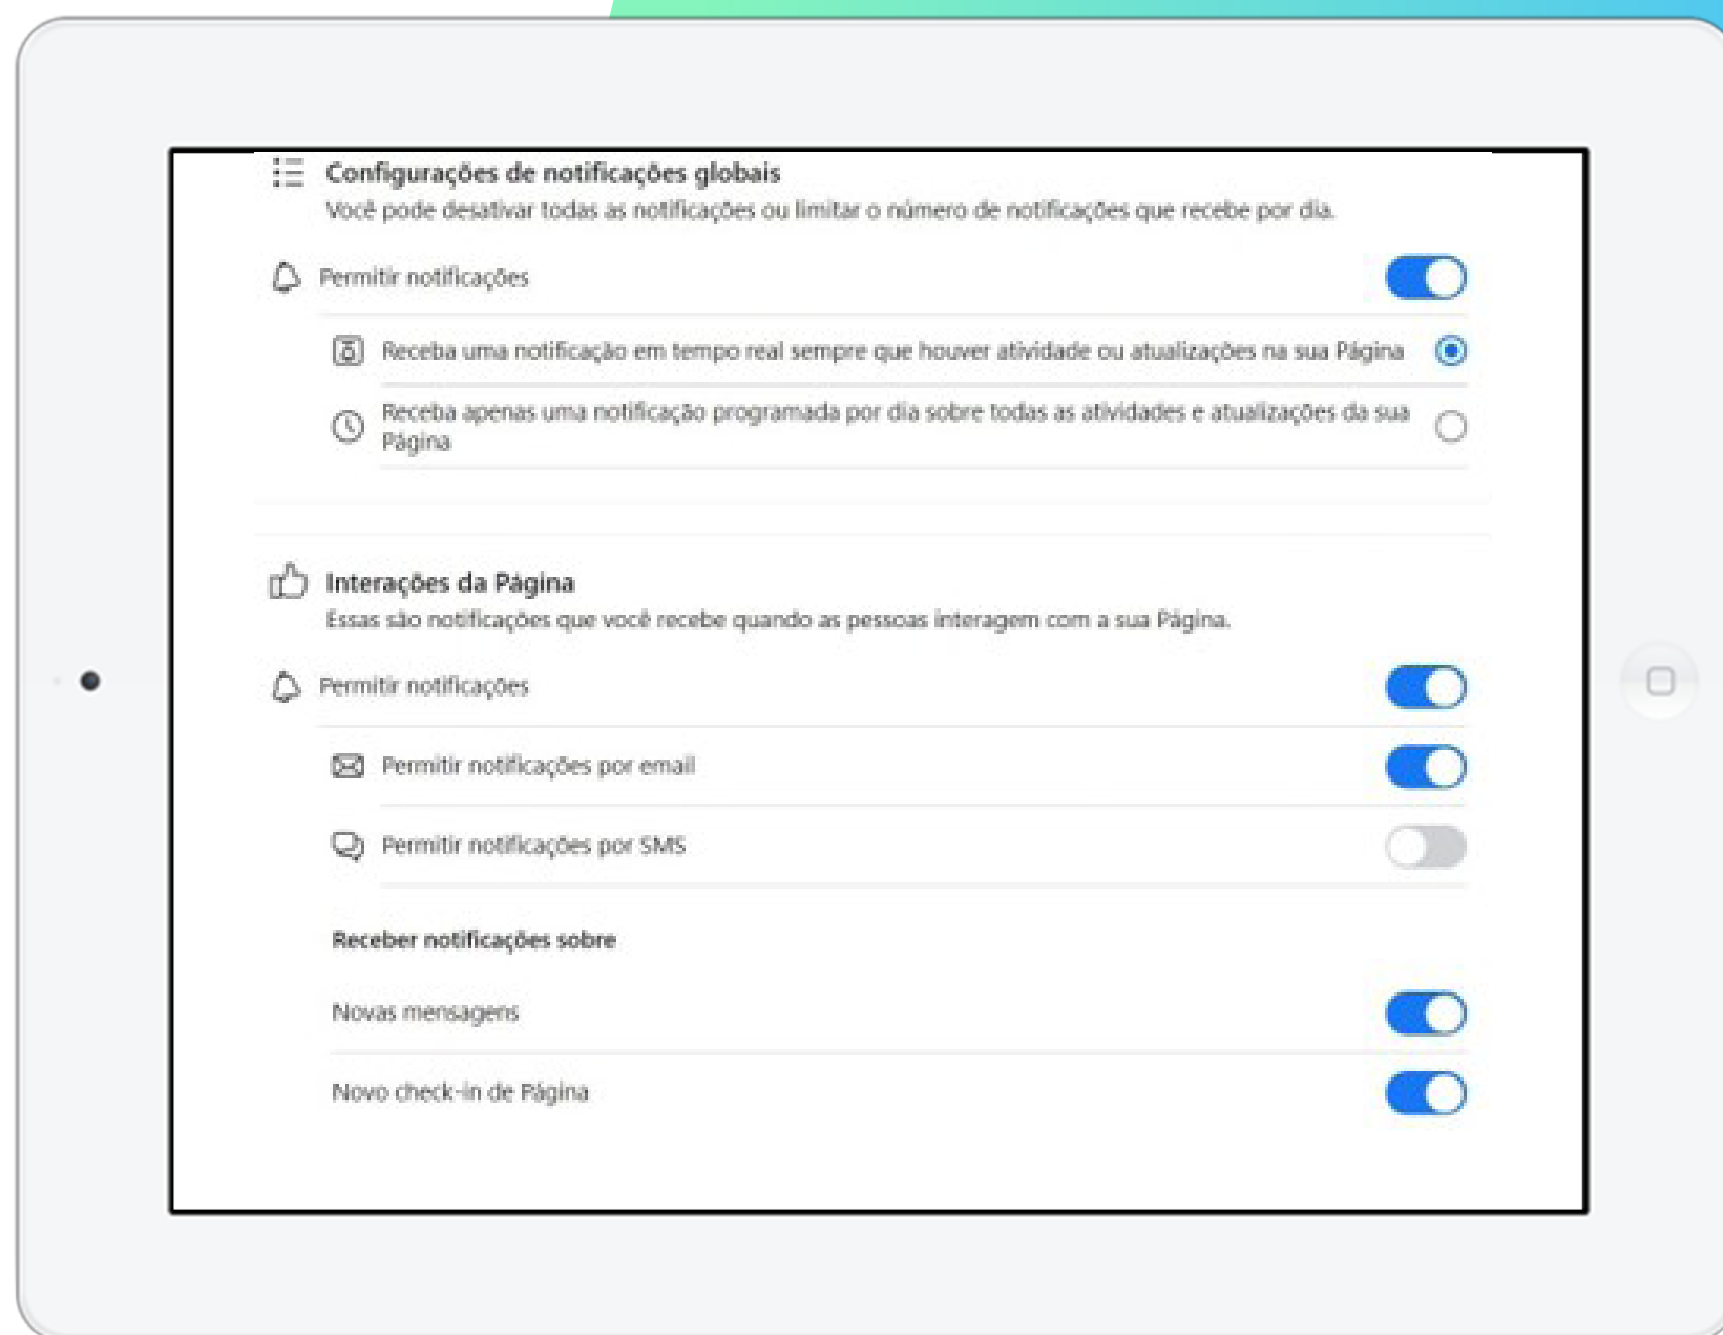 Configurações de notificações globais
Você pode desativar todas as notificações ou limitar o número de notificações que recebe por dia.
Permitir notificações
Receba uma notificação em tempo real sempre que houver atividade ou atualizações na sua Página
Receba apenas uma notificação programada por dia sobre todas as atividades e atualizações da sua
Página
Interações da Página
Essas são notificações que você recebe quando as pessoas interagem com a sua Página.
Permitir notificações
Permitir notificações por email
Permitir notificações por SMS
Receber notificações sobre
Novas mensagens
Novo check-in de Página